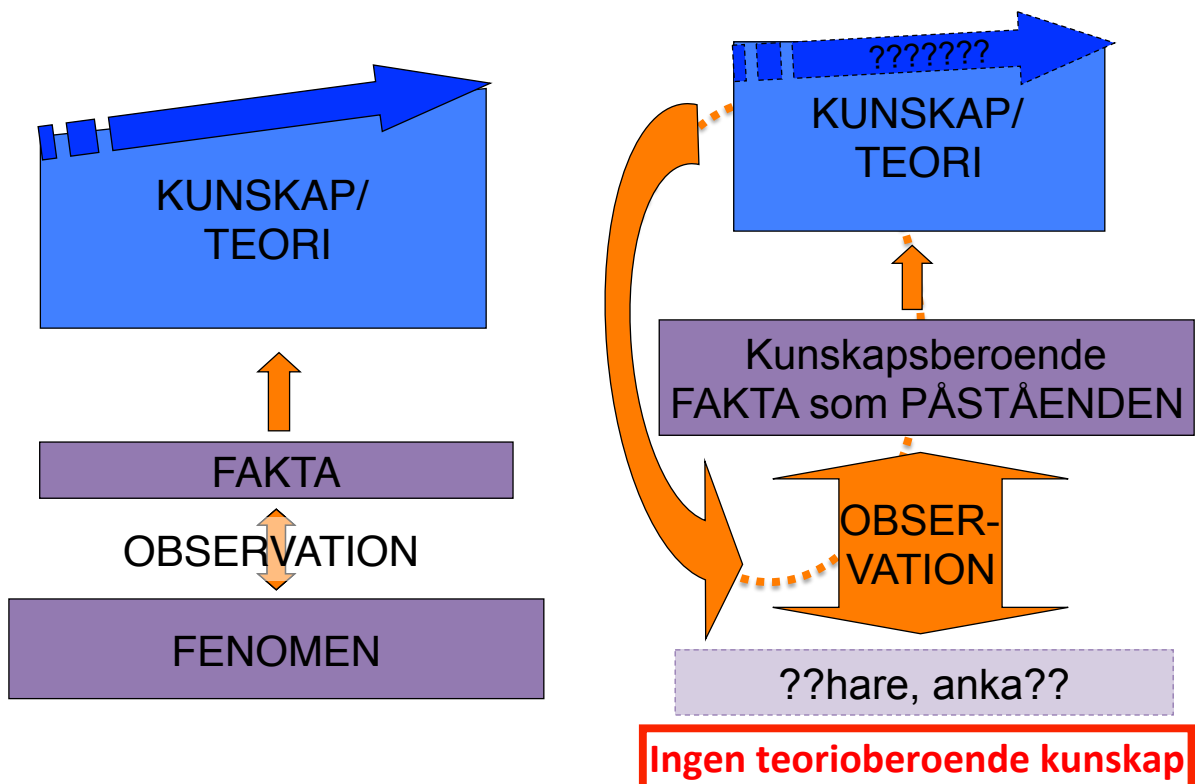 KUNSKAP/
TEORI
FAKTA
OBSERVATION
FENOMEN
???????
KUNSKAP/
TEORI
Kunskapsberoende
FAKTA som PÅSTÅENDEN
OBSER-
VATION
??hare, anka??
Ingen teorioberoende kunskap